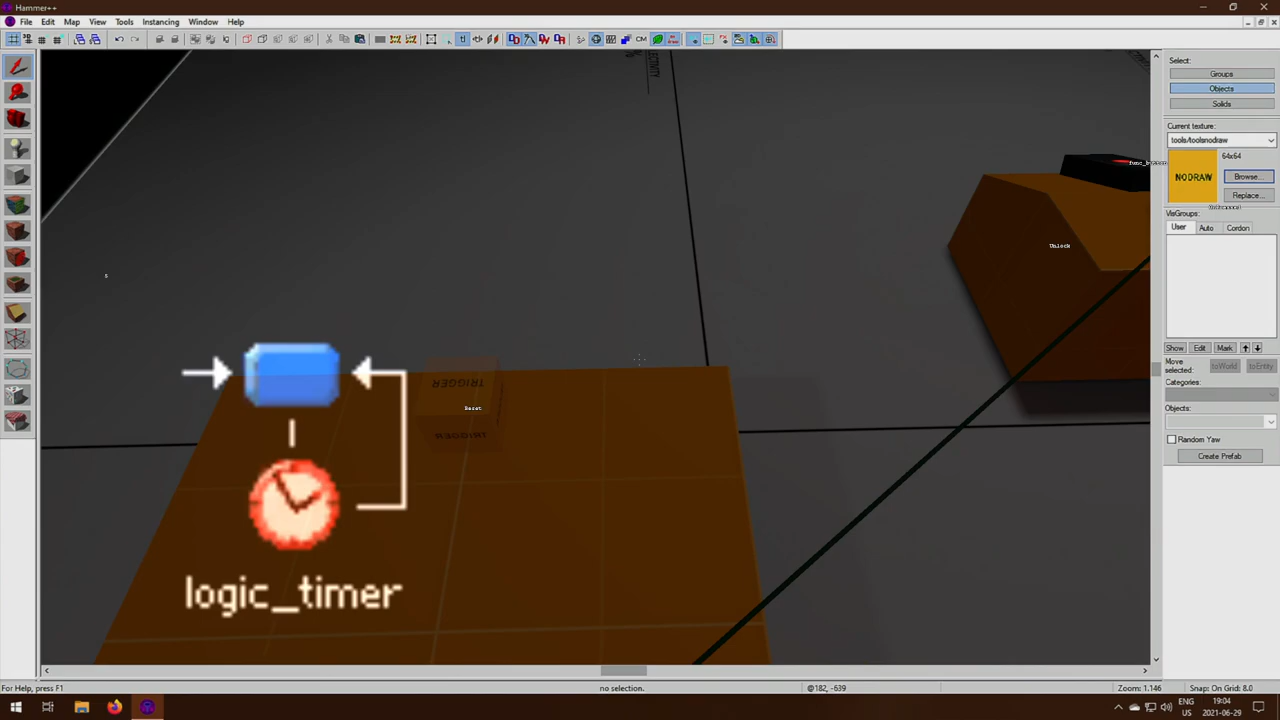 Hammer++
File Edit Map View Tools Instancing Window Help
Select:
Groups
Objects
Solids
Current texture:
tools/toolsnodraw
64x64
NODRAW
Browse...
Replace...
VisGroups:
User Auto Cordon
func_button
Unlock
TRIGGER
Reset
TRIGGER
logic_timer
Show Edit Mark
Move selected:
toWorld toEntity
Categories:
Objects:
Random Yaw
Create Prefab
For Help, press F1
no selection.
@182, -639
Zoom: 1.146
Snap: On Grid: 8.0
ENG
US
19:04
2021-06-29